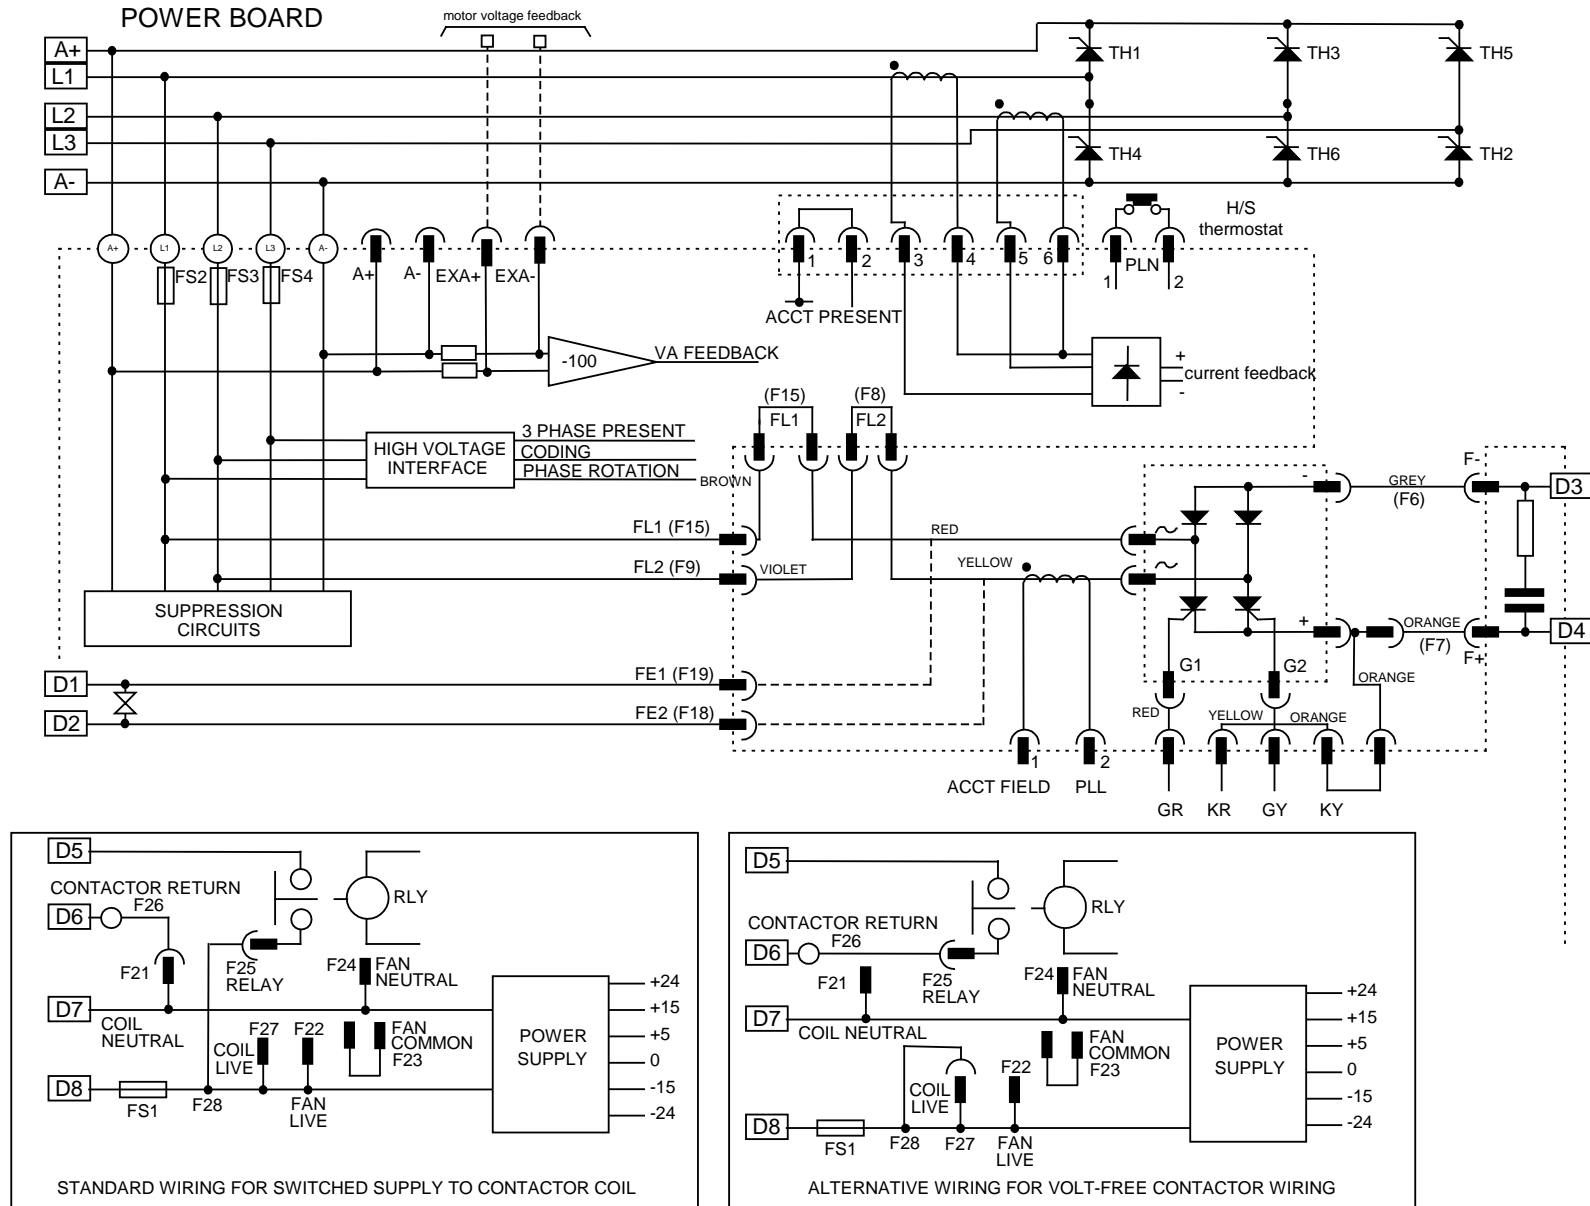 POWER BOARD
motor voltage feedback
A+
L1
L2
L3
A-
TH1
TH3
TH5
TH4
TH6
TH2
H/S
thermostat
A+
L1
L2
L3
A-
FS2
FS3
FS4
A+
A-
EXA+
EXA-
1
2
3
4
5
6
PLN
1
2
ACCT PRESENT
-100
VA FEEDBACK
+
current feedback
-
(F15)
FL1
(F8)
FL2
HIGH VOLTAGE
INTERFACE
3 PHASE PRESENT
CODING
PHASE ROTATION
BROWN
-
GREY
(F6)
F-
D3
FL1 (F15)
RED
FL2 (F9)
VIOLET
YELLOW
SUPPRESSION
CIRCUITS
+
ORANGE
(F7)
F+
D4
D1
FE1 (F19)
G1
G2
ORANGE
D2
FE2 (F18)
RED
YELLOW
ORANGE
1
2
ACCT FIELD
PLL
GR
KR
GY
KY
D5
CONTACTOR RETURN
F26
D6
RLY
F21
F25
RELAY
F24
FAN
NEUTRAL
D7
COIL
NEUTRAL
F27
COIL
LIVE
F22
FAN
COMMON
F23
POWER
SUPPLY
+24
+15
+5
0
-15
-24
D8
FS1
F28
FAN
LIVE
STANDARD WIRING FOR SWITCHED SUPPLY TO CONTACTOR COIL
D5
CONTACTOR RETURN
F26
D6
RLY
F21
F25
RELAY
F24
FAN
NEUTRAL
D7
COIL NEUTRAL
FAN
COMMON
F23
F22
COIL
LIVE
POWER
SUPPLY
+24
+15
+5
0
-15
-24
D8
FS1
F28
F27
FAN
LIVE
ALTERNATIVE WIRING FOR VOLT-FREE CONTACTOR WIRING